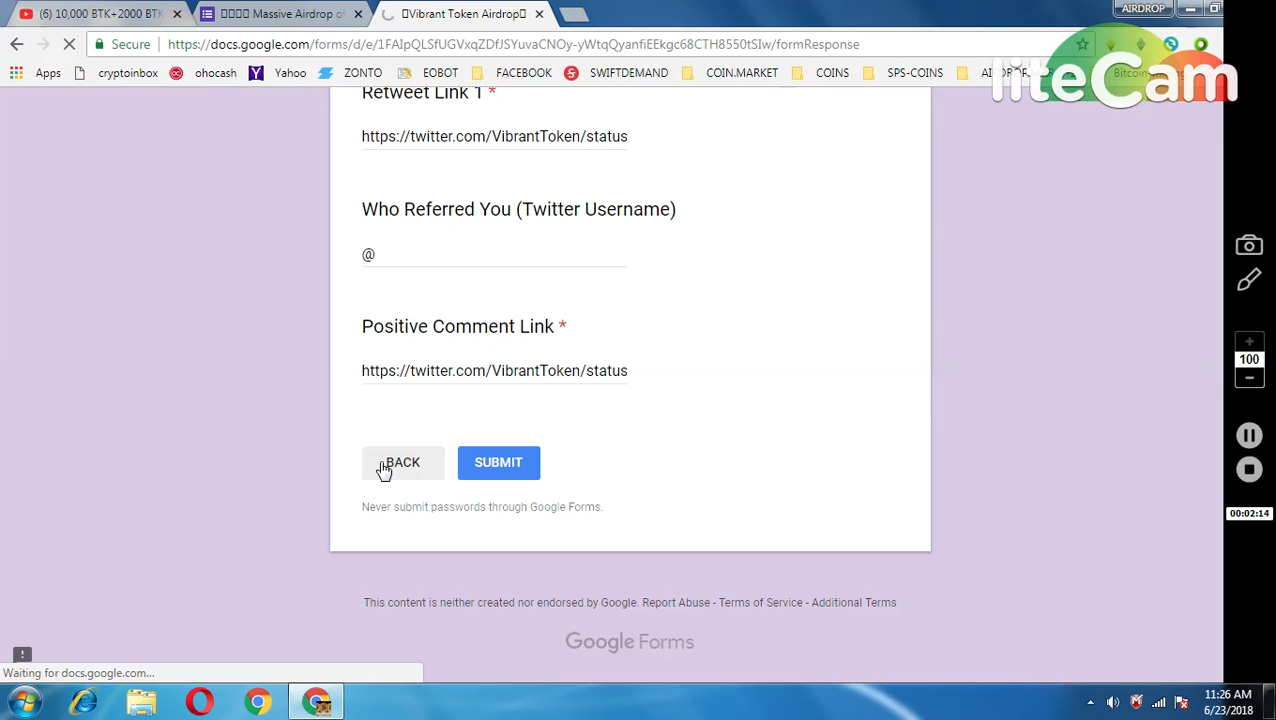 (6) 10,000 BTK+2000 BTK
Massive Airdrop of
Vibrant Token Airdrop
AIRDROP
Secure
https://docs.google.com/forms/d/e/1FAIpQLSfUGVxqZDfJSYuvaCNOy-yWtqQyanfiEEkgc68CTH8550tSIw/formResponse
Apps
cryptoinbox
ohocash
Yahoo
EOBOT
FACEBOOK
SWIFTDEMAND
COIN.MARKET
COINS
SPS-COINS
liteCam
Retweet Link 1 *
https://twitter.com/VibrantToken/status
Who Referred You (Twitter Username)
@
Positive Comment Link *
https://twitter.com/VibrantToken/status
BACK
SUBMIT
Never submit passwords through Google Forms.
100
00:02:14
This content is neither created nor endorsed by Google. Report Abuse - Terms of Service - Additional Terms
Google Forms
Waiting for docs.google.com...
11:26 AM
6/23/2018